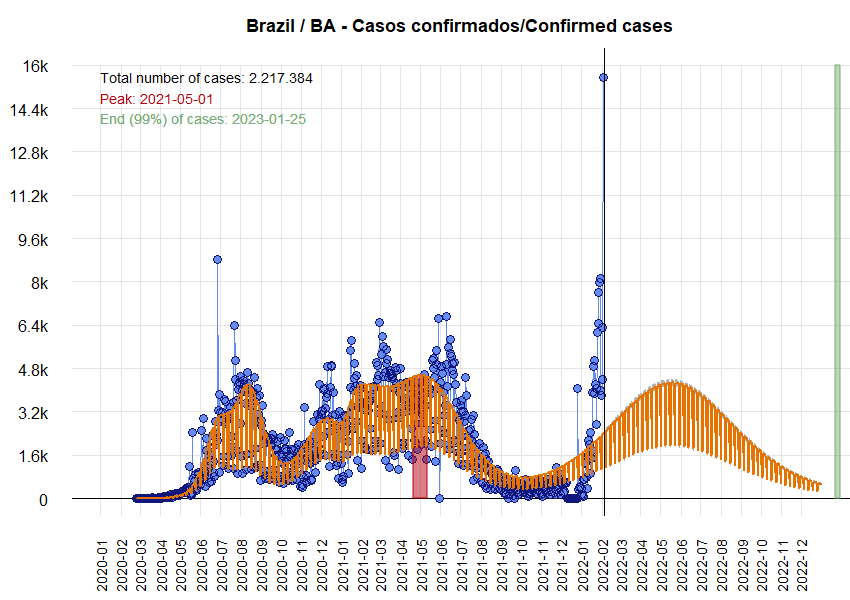 Brazil / BA - Casos confirmados/Confirmed cases
Total number of cases: 2.217.384
Peak: 2021-05-01
End (99%) of cases: 2023-01-25
16k
14.4k
12.8k
11.2k
9.6k
8k
6.4k
4.8k
3.2k
1.6k
0
2020-01
2020-02
2020-03
2020-04
2020-05
2020-06
2020-07
2020-08
2020-09
2020-10
2020-11
2020-12
2021-01
2021-02
2021-03
2021-04
2021-05
2021-06
2021-07
2021-08
2021-09
2021-10
2021-11
2021-12
2022-01
2022-02
2022-03
2022-04
2022-05
2022-06
2022-07
2022-08
2022-09
2022-10
2022-11
2022-12